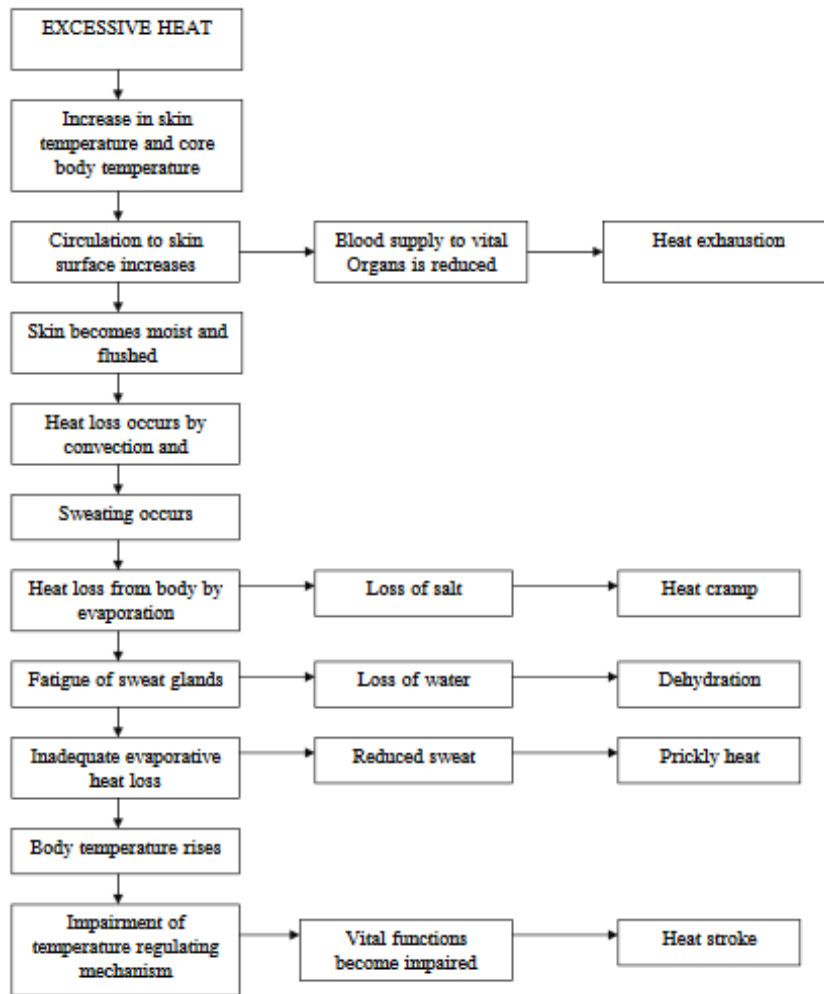 EXCESSIVE HEAT
Increase in skin
temperature and core
body temperature
Circulation to skin
surface increases
Blood supply to vital
Organs is reduced
Heat exhaustion
Skin becomes moist and
flushed
Heat loss occurs by
convection and
Sweating occurs
Heat loss from body by
evaporation
Loss of salt
Heat cramp
Fatigue of sweat glands
Loss of water
Dehydration
Inadequate evaporative
heat loss
Reduced sweat
Prickly heat
Body temperature rises
Impairment of
temperature regulating
mechanism
Vital functions
become impaired
Heat stroke